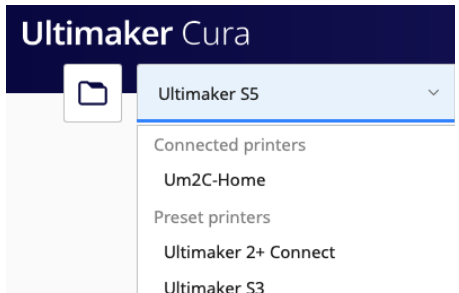 Ultimaker Cura
Ultimaker S5
Connected printers
Um2C-Home
Preset printers
Ultimaker 2+ Connect
Ultimaker S3